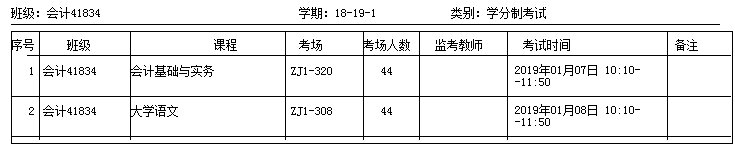 班级：会计41834 学期：18-19-1 类别：学分制考试
序号 班级 课程 考场 考场人数 监考教师 考试时间 备注
1 会计41834 会计基础与实务 ZJ1-320 44 2019年01月07日 10:10-
-11:50
2 会计41834 大学语文 ZJ1-308 44 2019年01月08日 10:10-
-11:50